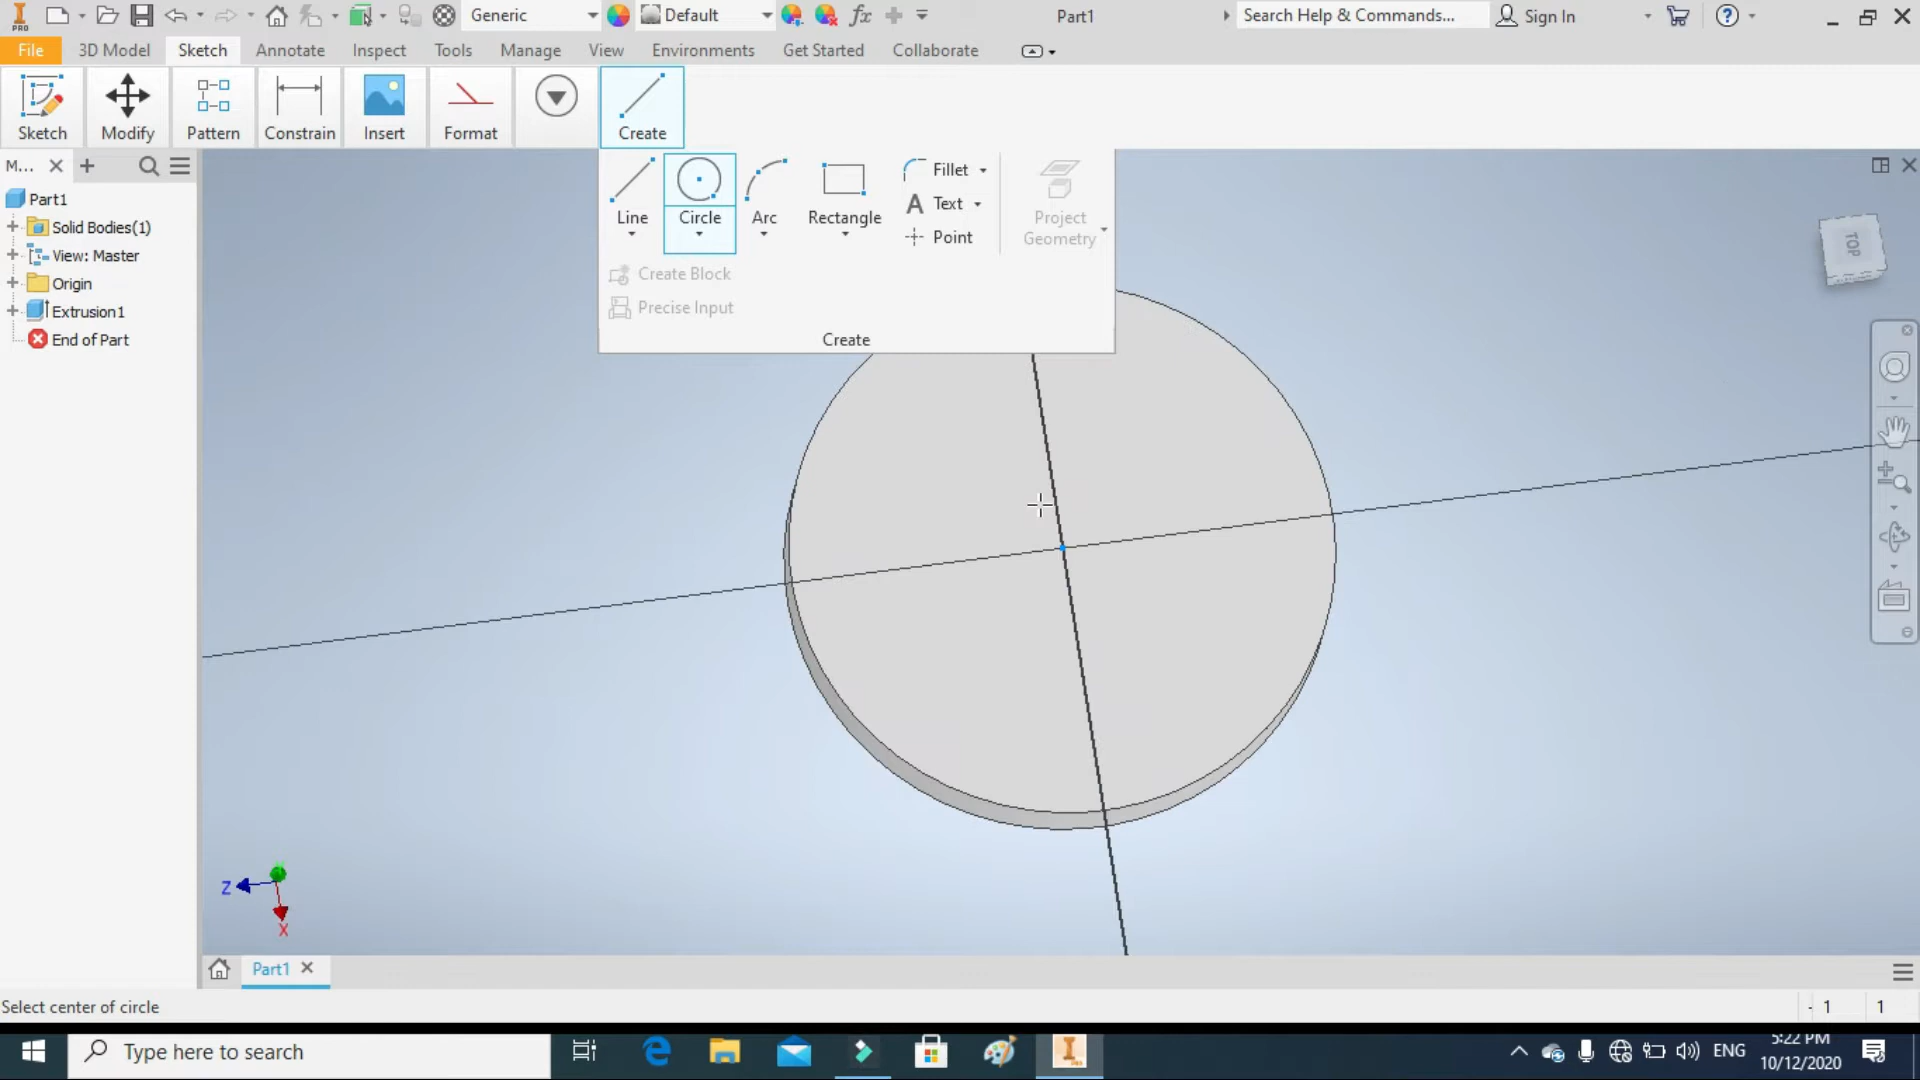 PRO
Generic
Default
fx
Part1
Search Help & Commands...
Sign In
File
3D Model
Sketch
Annotate
Inspect
Tools
Manage
View
Environments
Get Started
Collaborate
Sketch
Modify
Pattern
Constrain
Insert
Format
Create
M...
Line
Circle
Arc
Rectangle
Fillet
A Text
Point
Project
Geometry
Create Block
Precise Input
Create
Part1
Solid Bodies(1)
View: Master
Origin
Extrusion1
End of Part
TOP
Z
X
Part1
Select center of circle
- 1
1
Type here to search
ENG
5:22 PM
10/12/2020